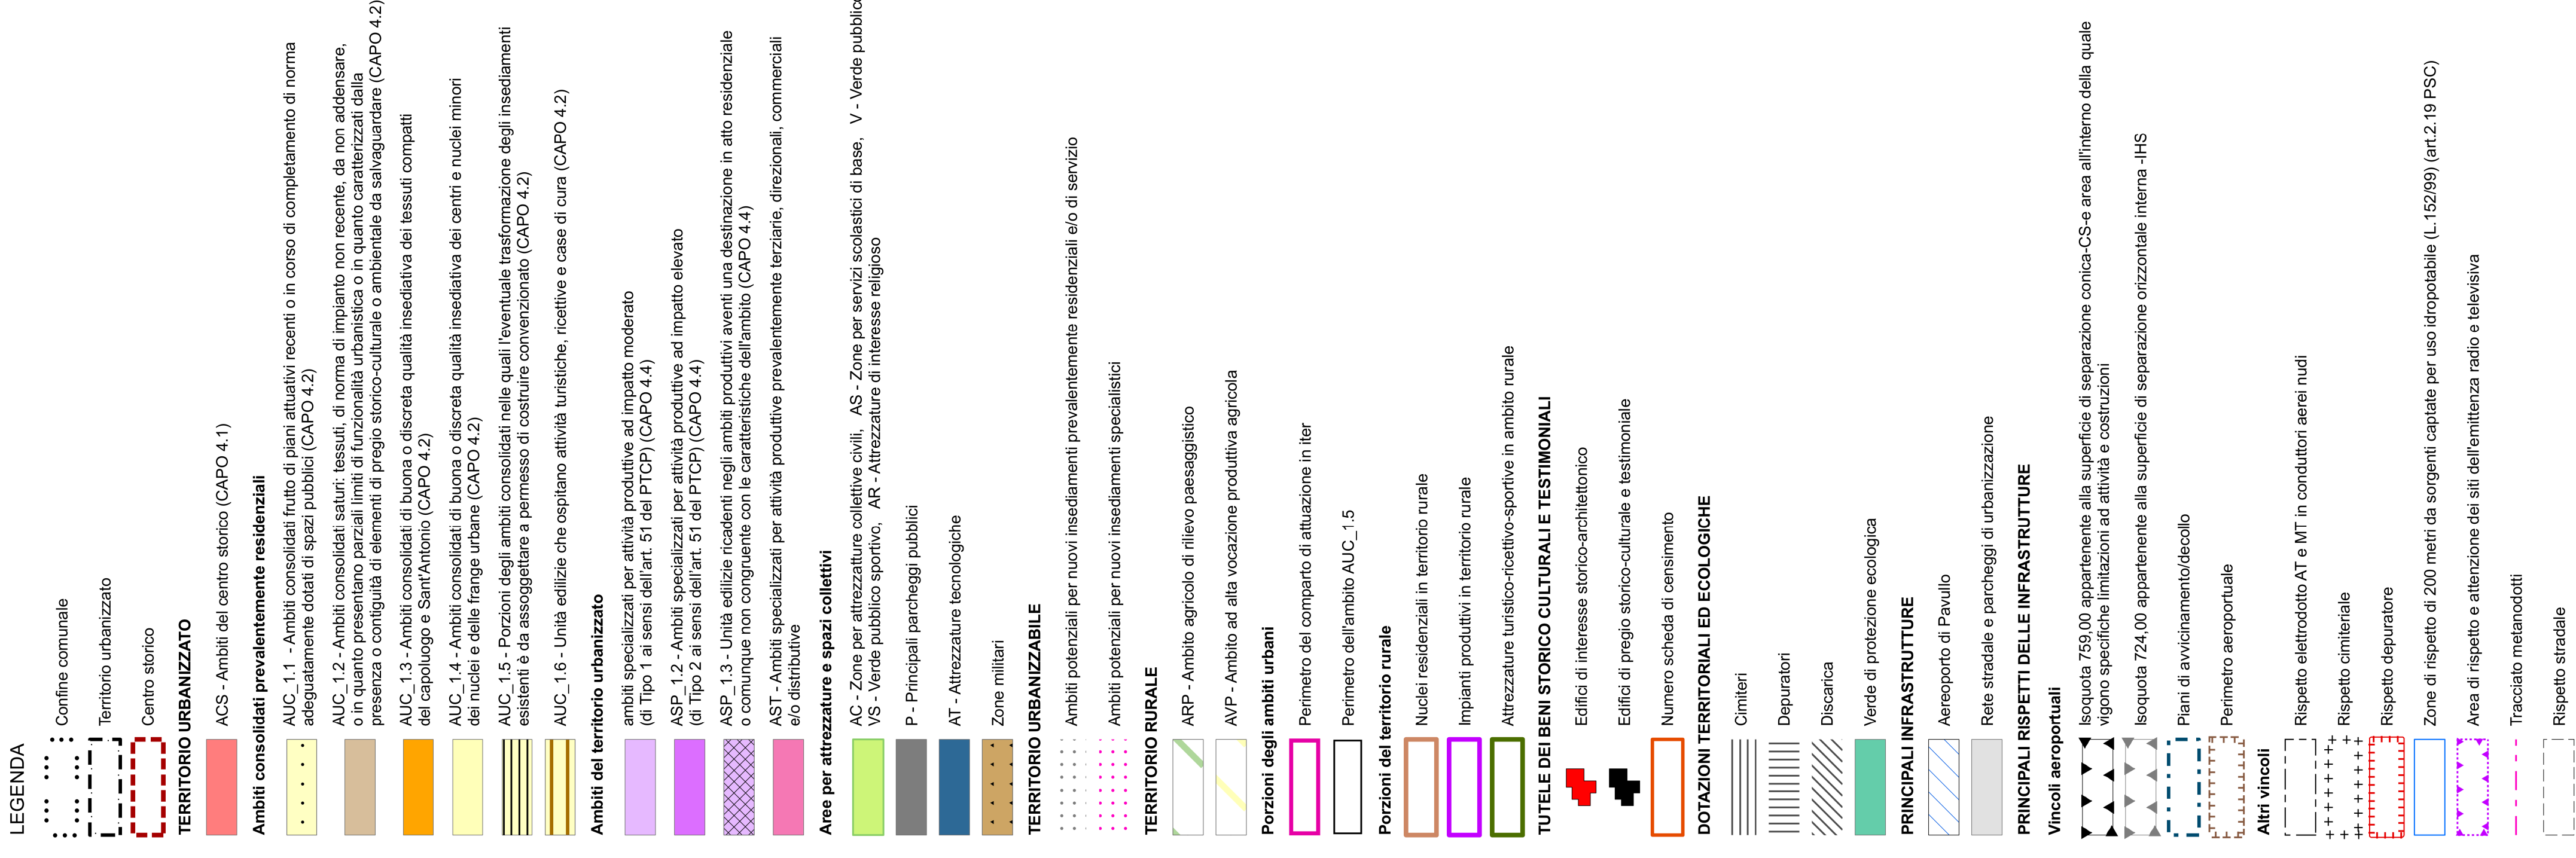 LEGENDA
Confine comunale
Territorio urbanizzato
Centro storico
TERRITORIO URBANIZZATO
ACS - Ambiti del centro storico (CAPO 4.1)
Ambiti consolidati prevalentemente residenziali
AUC_1.1 - Ambiti consolidati frutto di piani attuativi recenti o in corso di completamento di norma
adeguatamente dotati di spazi pubblici (CAPO 4.2)
AUC_1.2 - Ambiti consolidati saturi: tessuti, di norma di impianto non recente, da non addensare,
o in quanto presentano parziali limiti di funzionalità urbanistica o in quanto caratterizzati dalla
presenza o contiguità di elementi di pregio storico-culturale o ambientale da salvaguardare (CAPO 4.2)
AUC_1.3 - Ambiti consolidati di buona o discreta qualità insediativa dei tessuti compatti
del capoluogo e Sant'Antonio (CAPO 4.2)
AUC_1.4 - Ambiti consolidati di buona o discreta qualità insediativa dei centri e nuclei minori
dei nuclei e delle frange urbane (CAPO 4.2)
AUC_1.5 - Porzioni degli ambiti consolidati nelle quali l'eventuale trasformazione degli insediamenti
esistenti è da assoggettare a permesso di costruire convenzionato (CAPO 4.2)
AUC_1.6 - Unità edilizie che ospitano attività turistiche, ricettive e case di cura (CAPO 4.2)
Ambiti del territorio urbanizzato
ambiti specializzati per attività produttive ad impatto moderato
(di Tipo 1 ai sensi dell'art. 51 del PTCP) (CAPO 4.4)
ASP_1.2 - Ambiti specializzati per attività produttive ad impatto elevato
(di Tipo 2 ai sensi dell'art. 51 del PTCP) (CAPO 4.4)
ASP_1.3 - Unità edilizie ricadenti negli ambiti produttivi aventi una destinazione in atto residenziale
o comunque non congruente con le caratteristiche dell'ambito (CAPO 4.4)
AST - Ambiti specializzati per attività produttive prevalentemente terziarie, direzionali, commerciali
e/o distributive
Aree per attrezzature e spazi collettivi
AC - Zone per attrezzature collettive civili, AS - Zone per servizi scolastici di base, V - Verde pubblico
VS - Verde pubblico sportivo, AR - Attrezzature di interesse religioso
P - Principali parcheggi pubblici
AT - Attrezzature tecnologiche
Zone militari
TERRITORIO URBANIZZABILE
Ambiti potenziali per nuovi insediamenti prevalentemente residenziali e/o di servizio
Ambiti potenziali per nuovi insediamenti specialistici
TERRITORIO RURALE
ARP - Ambito agricolo di rilievo paesaggistico
AVP - Ambito ad alta vocazione produttiva agricola
Porzioni degli ambiti urbani
Perimetro del comparto di attuazione in iter
Perimetro dell'ambito AUC_1.5
Porzioni del territorio rurale
Nuclei residenziali in territorio rurale
Impianti produttivi in territorio rurale
Attrezzature turistico-ricettivo-sportive in ambito rurale
TUTELE DEI BENI STORICO CULTURALI E TESTIMONIALI
Edifici di interesse storico-architettonico
Edifici di pregio storico-culturale e testimoniale
Numero scheda di censimento
DOTAZIONI TERRITORIALI ED ECOLOGICHE
Cimiteri
Depuratori
Discarica
Verde di protezione ecologica
PRINCIPALI INFRASTRUTTURE
Aereoporto di Pavullo
Rete stradale e parcheggi di urbanizzazione
PRINCIPALI RISPETTI DELLE INFRASTRUTTURE
Vincoli aeroportuali
Isoquota 759,00 appartenente alla superficie di separazione conica-CS-e area all'interno della quale
vigono specifiche limitazioni ad attività e costruzioni
Isoquota 724,00 appartenente alla superficie di separazione orizzontale interna -IHS
Piani di avvicinamento/decollo
Perimetro aeroportuale
Altri vincoli
Rispetto elettrodotto AT e MT in conduttori aerei nudi
Rispetto cimiteriale
Rispetto depuratore
Zone di rispetto di 200 metri da sorgenti captate per uso idropotabile (L.152/99) (art.2.19 PSC)
Area di rispetto e attenzione dei siti dell'emittenza radio e televisiva
Tracciato metanodotti
Rispetto stradale